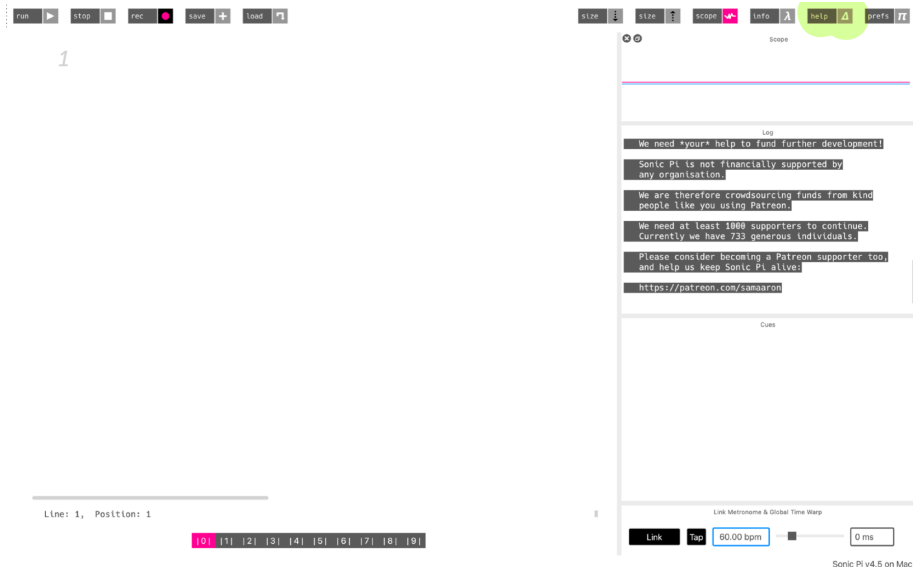 run stop rec save load size size scope info λ help prefs π
Scope
1
Log
We need *your* help to fund further development!
Sonic Pi is not financially supported by
any organisation.
We are therefore crowdsourcing funds from kind
people like you using Patreon.
We need at least 1000 supporters to continue.
Currently we have 733 generous individuals.
Please consider becoming a Patreon supporter too,
and help us keep Sonic Pi alive:
https://patreon.com/samaaron
Cues
Line: 1, Position: 1
Link Metronome & Global Time Warp
Link Tap 60.00 bpm 0 ms
|0| |1| |2| |3| |4| |5| |6| |7| |8| |9|
Sonic Pi v4.5 on Mac